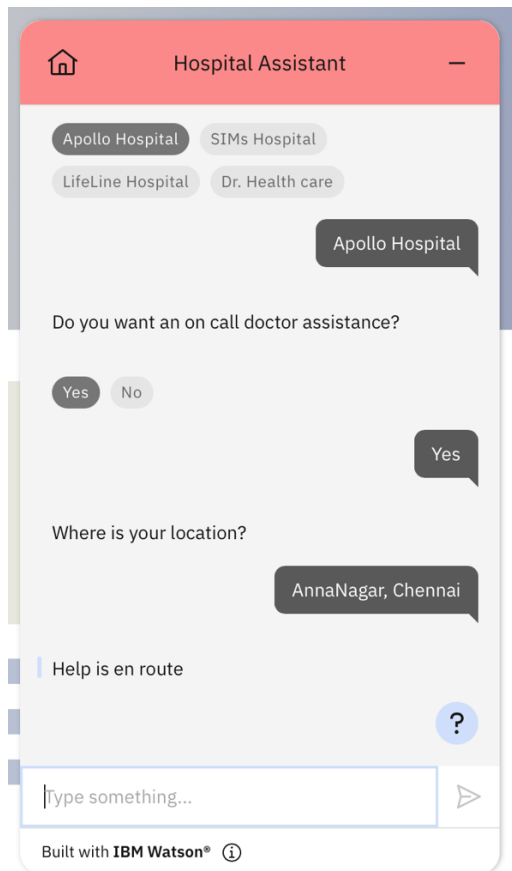 Hospital Assistant
Apollo Hospital SIMs Hospital
LifeLine Hospital Dr. Health care
Apollo Hospital
Do you want an on call doctor assistance?
Yes No
Yes
Where is your location?
AnnaNagar, Chennai
Help is en route
?
Type something...
Built with IBM Watson®